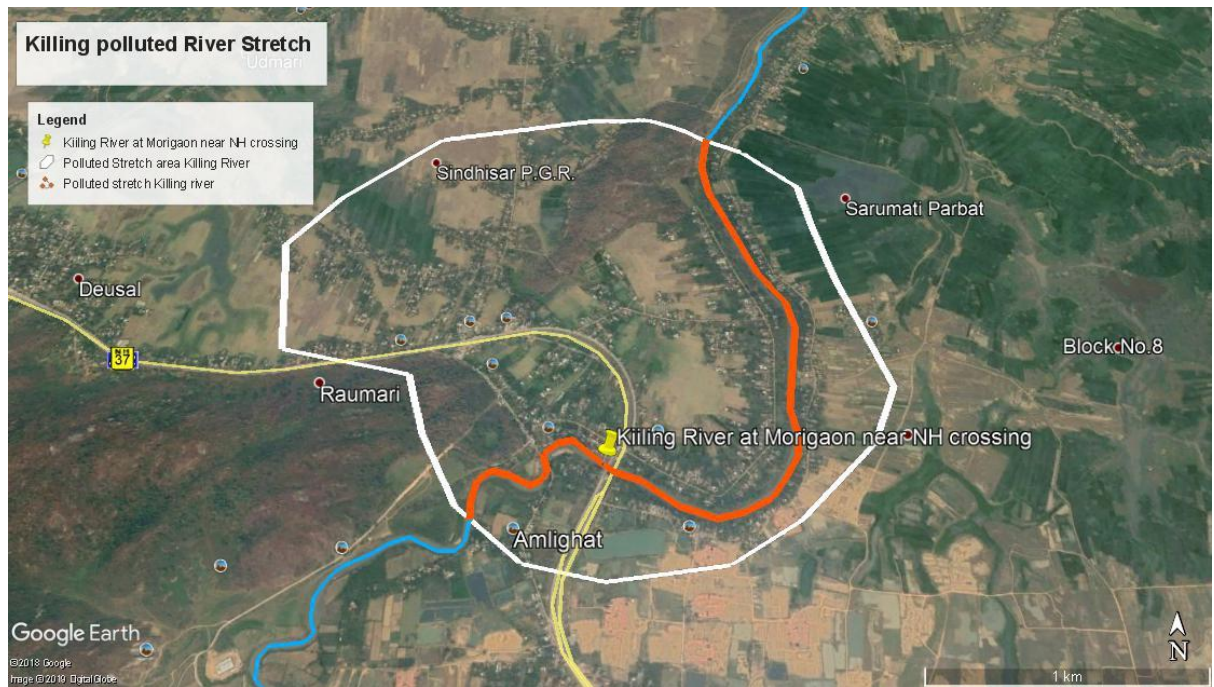 Killing polluted River Stretch
Udmari
Legend
Kiiling River at Morigaon near NH crossing
Polluted Stretch area Killing River
Polluted stretch Killing river
Sindhisar P.G.R.
Sarumati Parbat
Deusal
37
Block No.8
Raumari
Kiiling River at Morigaon near NH crossing
Amlighat
Google Earth
©2018 Google
Image ©2019 DigitalGlobe
N
1 km